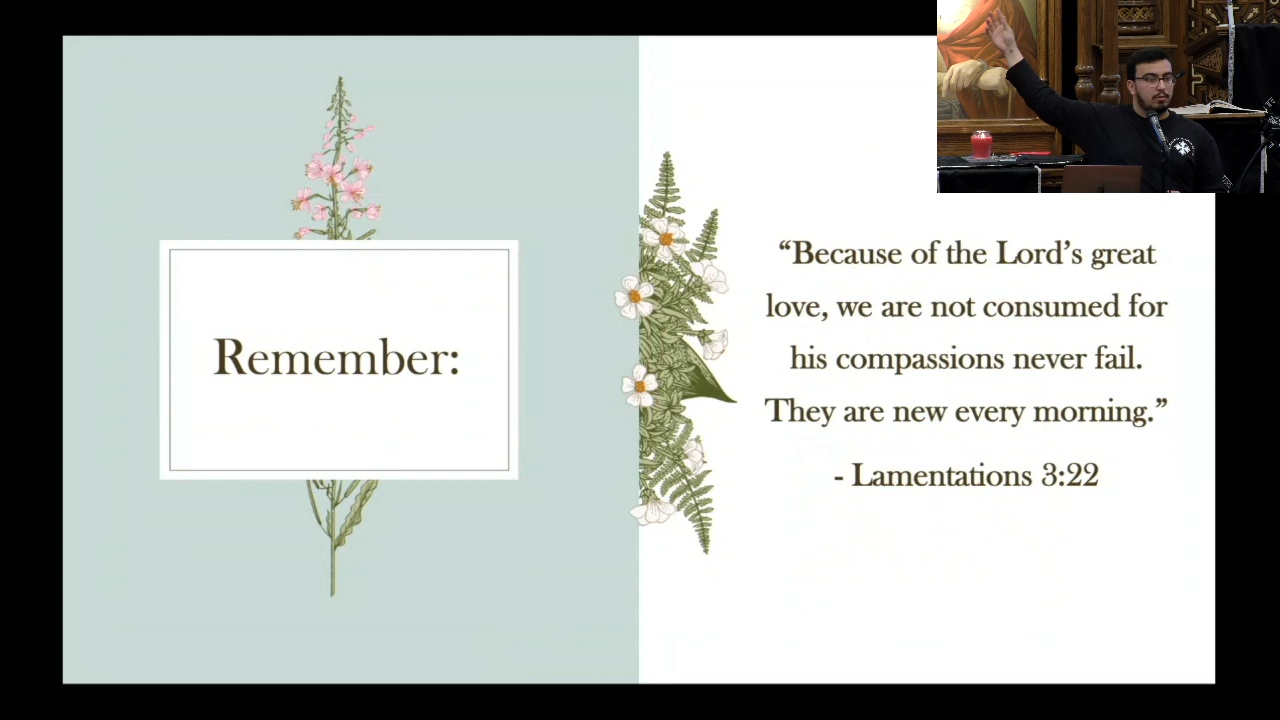 Remember:
“Because of the Lord’s great
love, we are not consumed for
his compassions never fail.
They are new every morning.”
- Lamentations 3:22